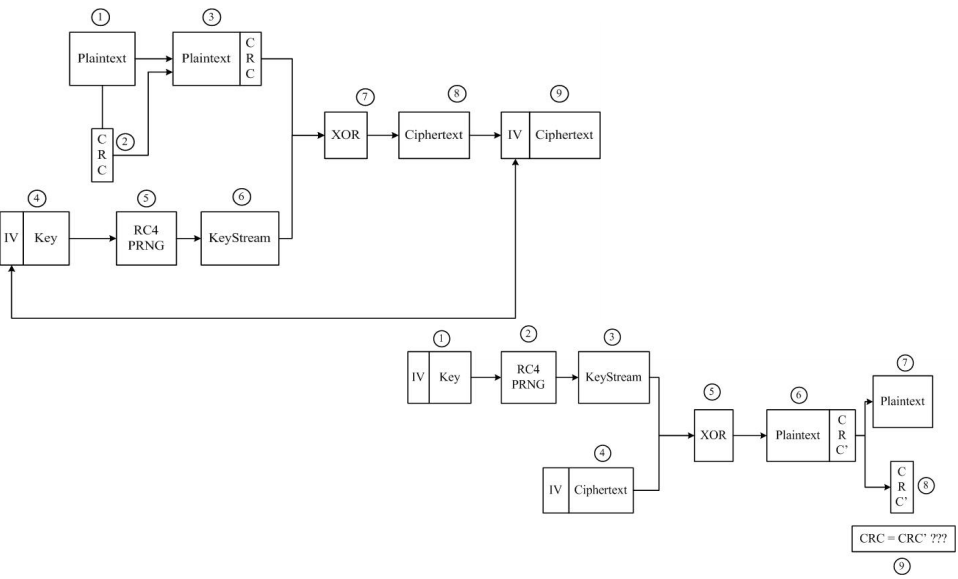 1
3
Plaintext
Plaintext
C
R
C
7
8
9
XOR
Ciphertext
IV
Ciphertext
C
R
C
2
4
5
6
IV
Key
RC4
PRNG
KeyStream
1
2
3
IV
Key
RC4
PRNG
KeyStream
7
Plaintext
5
6
XOR
Plaintext
C
R
C'
4
IV
Ciphertext
C
R
C'
8
CRC = CRC' ???
9